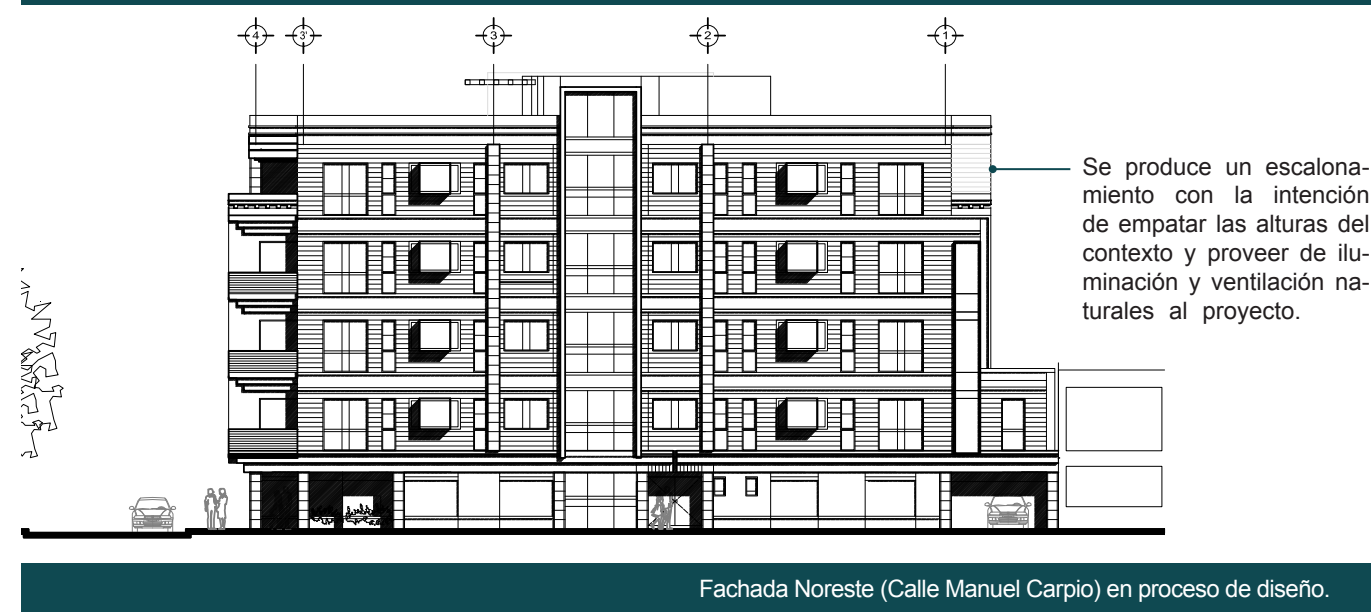 4 3' 3 2 1
Se produce un escalona-
miento con la intención
de empatar las alturas del
contexto y proveer de ilu-
minación y ventilación na-
turales al proyecto.
Fachada Noreste (Calle Manuel Carpio) en proceso de diseño.